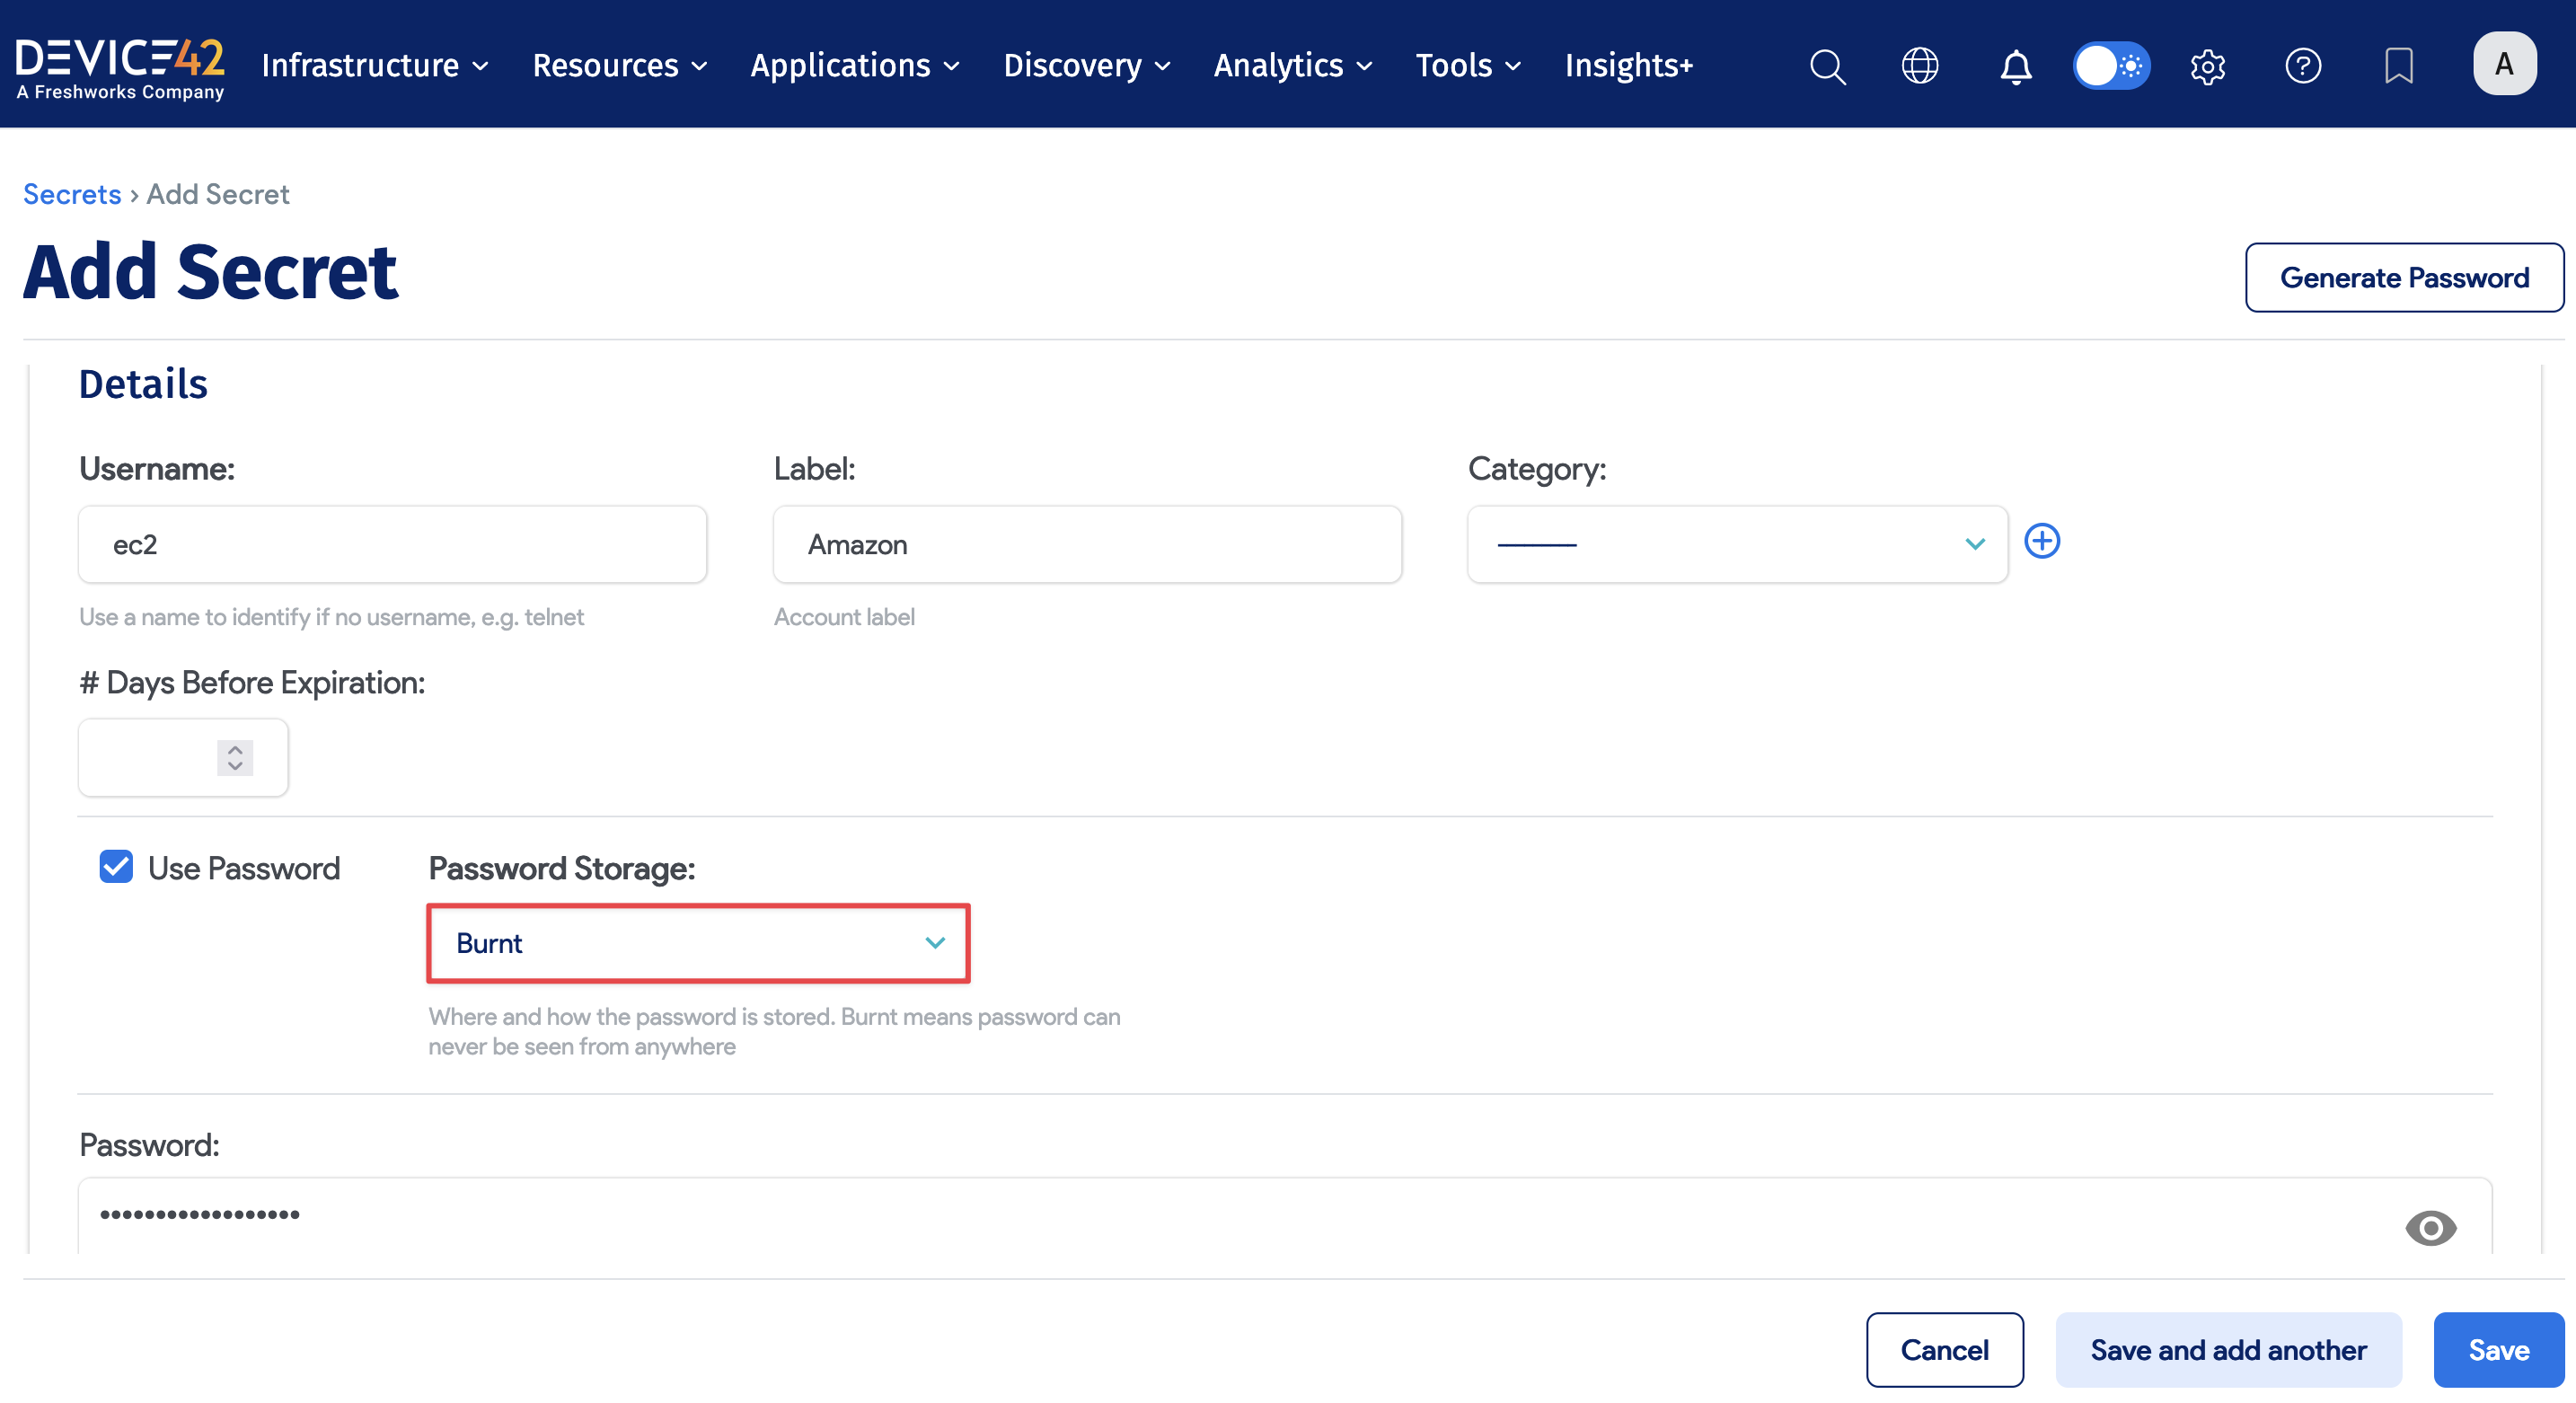 DEVICE42
A Freshworks Company
Infrastructure Resources Applications Discovery Analytics Tools Insights+
A
Secrets › Add Secret
Add Secret
Generate Password
Details
Username: Label: Category:
ec2 Amazon ---------
Use a name to identify if no username, e.g. telnet Account label
# Days Before Expiration:
Use Password Password Storage:
Burnt
Where and how the password is stored. Burnt means password can
never be seen from anywhere
Password:
••••••••••••••••••
Cancel Save and add another Save